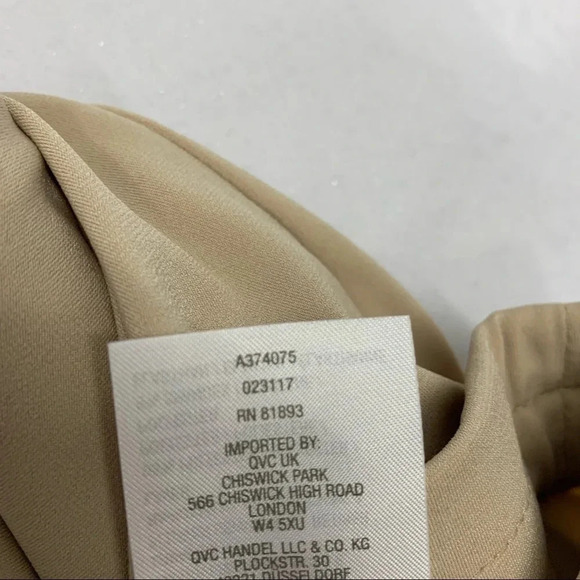 A374075
023117
RN 81893
IMPORTED BY:
QVC UK
CHISWICK PARK
566 CHISWICK HIGH ROAD
LONDON
W4 5XU
QVC HANDEL LLC & CO. KG
PLOCKSTR. 30
DUSSELDORF